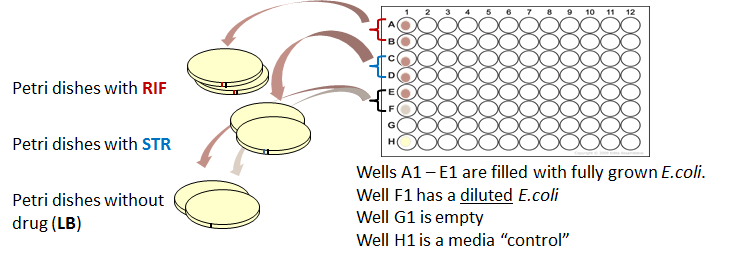 1 2 3 4 5 6 7 8 9 10 11 12
A
B
C
D
E
F
G
H
Petri dishes with RIF
Petri dishes with STR
Petri dishes without
drug (LB)
Wells A1 – E1 are filled with fully grown E.coli.
Well F1 has a diluted E.coli
Well G1 is empty
Well H1 is a media “control”